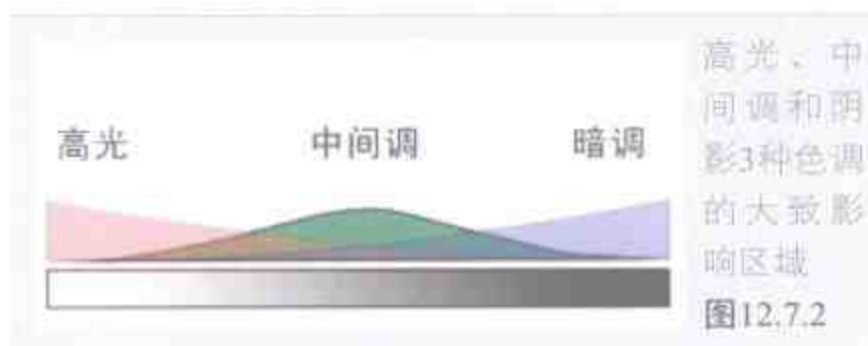 高光 中间调 暗调
高光、中
间调和阴
影3种色调
的大致影
响区域
图12.7.2